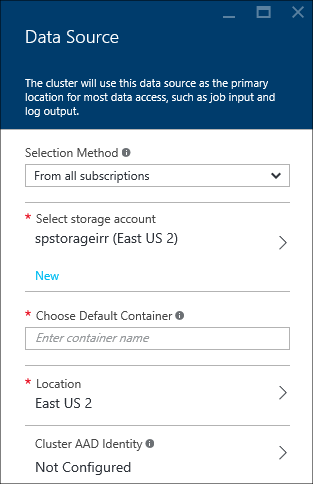 Data Source
The cluster will use this data source as the primary
location for most data access, such as job input and
log output.
Selection Method
From all subscriptions
* Select storage account
spstorageirr (East US 2)
New
* Choose Default Container
Enter container name
* Location
East US 2
Cluster AAD Identity
Not Configured